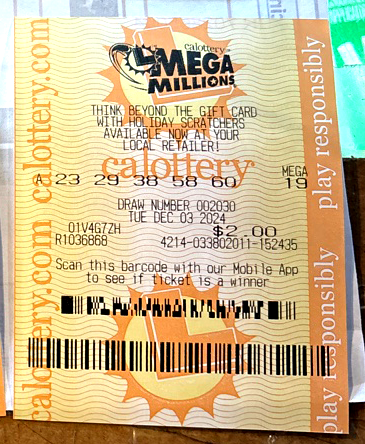 calottery
MEGA
MILLIONS
THINK BEYOND THE GIFT CARD
WITH HOLIDAY SCRATCHERS
AVAILABLE NOW AT YOUR
LOCAL RETAILER!
calottery
MEGA
A 23 29 38 58 60 19
DRAW NUMBER 002030
TUE DEC 03 2024
01V4G7ZH $2.00
R1036868 4214-033802011-152435
Scan this barcode with our Mobile App
to see if ticket is a winner
calottery.com calottery.com
play responsibly
play responsibly